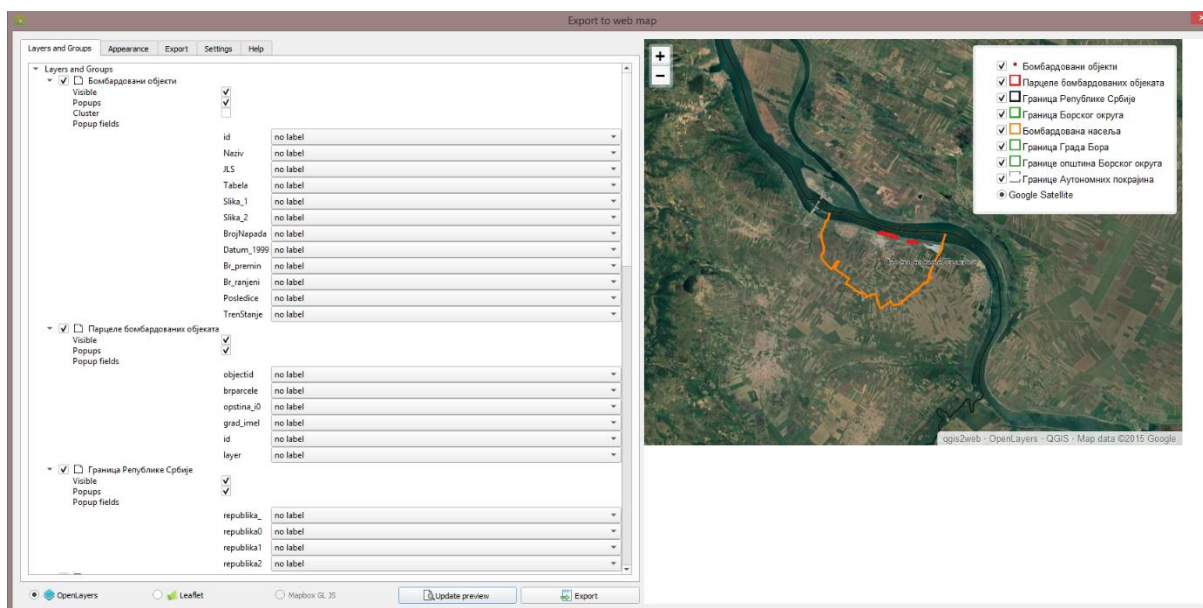 Export to web map
Layers and Groups
Appearance
Export
Settings
Help
Layers and Groups
Бомбардовани објекти
Visible
Popups
Cluster
Popup fields
id no label
Naziv no label
JLS no label
Tabela no label
Slika_1 no label
Slika_2 no label
BrojNapada no label
Datum_1999 no label
Br_premin no label
Br_ranjeni no label
Posledice no label
TrenStanje no label
Парцеле бомбардованих објеката
Visible
Popups
Popup fields
objectid no label
brparcele no label
opstina_i0 no label
grad_imel no label
id no label
layer no label
Граница Републике Србије
Visible
Popups
Popup fields
republika_ no label
republika0 no label
republika1 no label
republika2 no label
OpenLayers
Leaflet
Mapbox GL JS
Update preview
Export
+
−
Бомбардовани објекти
Парцеле бомбардованих објеката
Граница Републике Србије
Граница Борског округа
Бомбардована насеља
Граница Града Бора
Границе општина Борског округа
Границе Аутономних покрајина
Google Satellite
qgis2web · OpenLayers · QGIS · Map data ©2015 Google